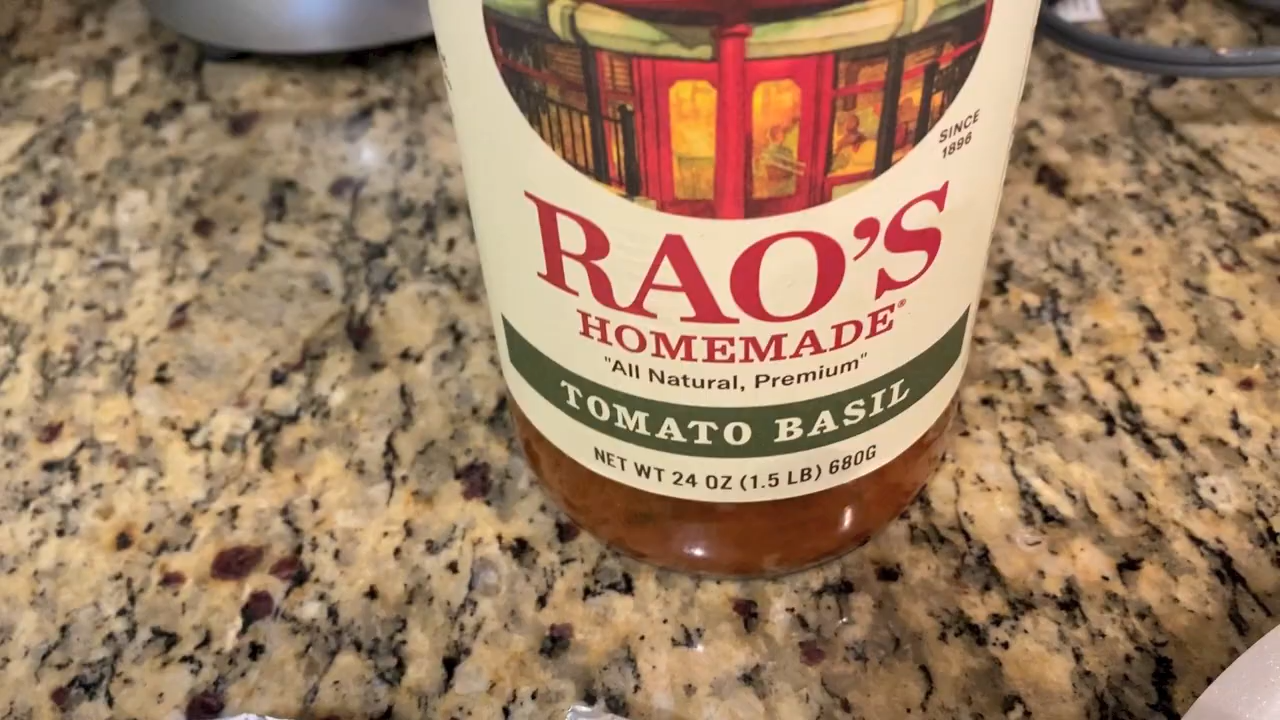 SINCE
1896
RAO'S
HOMEMADE®
"All Natural, Premium"
TOMATO BASIL
NET WT 24 OZ (1.5 LB) 680G